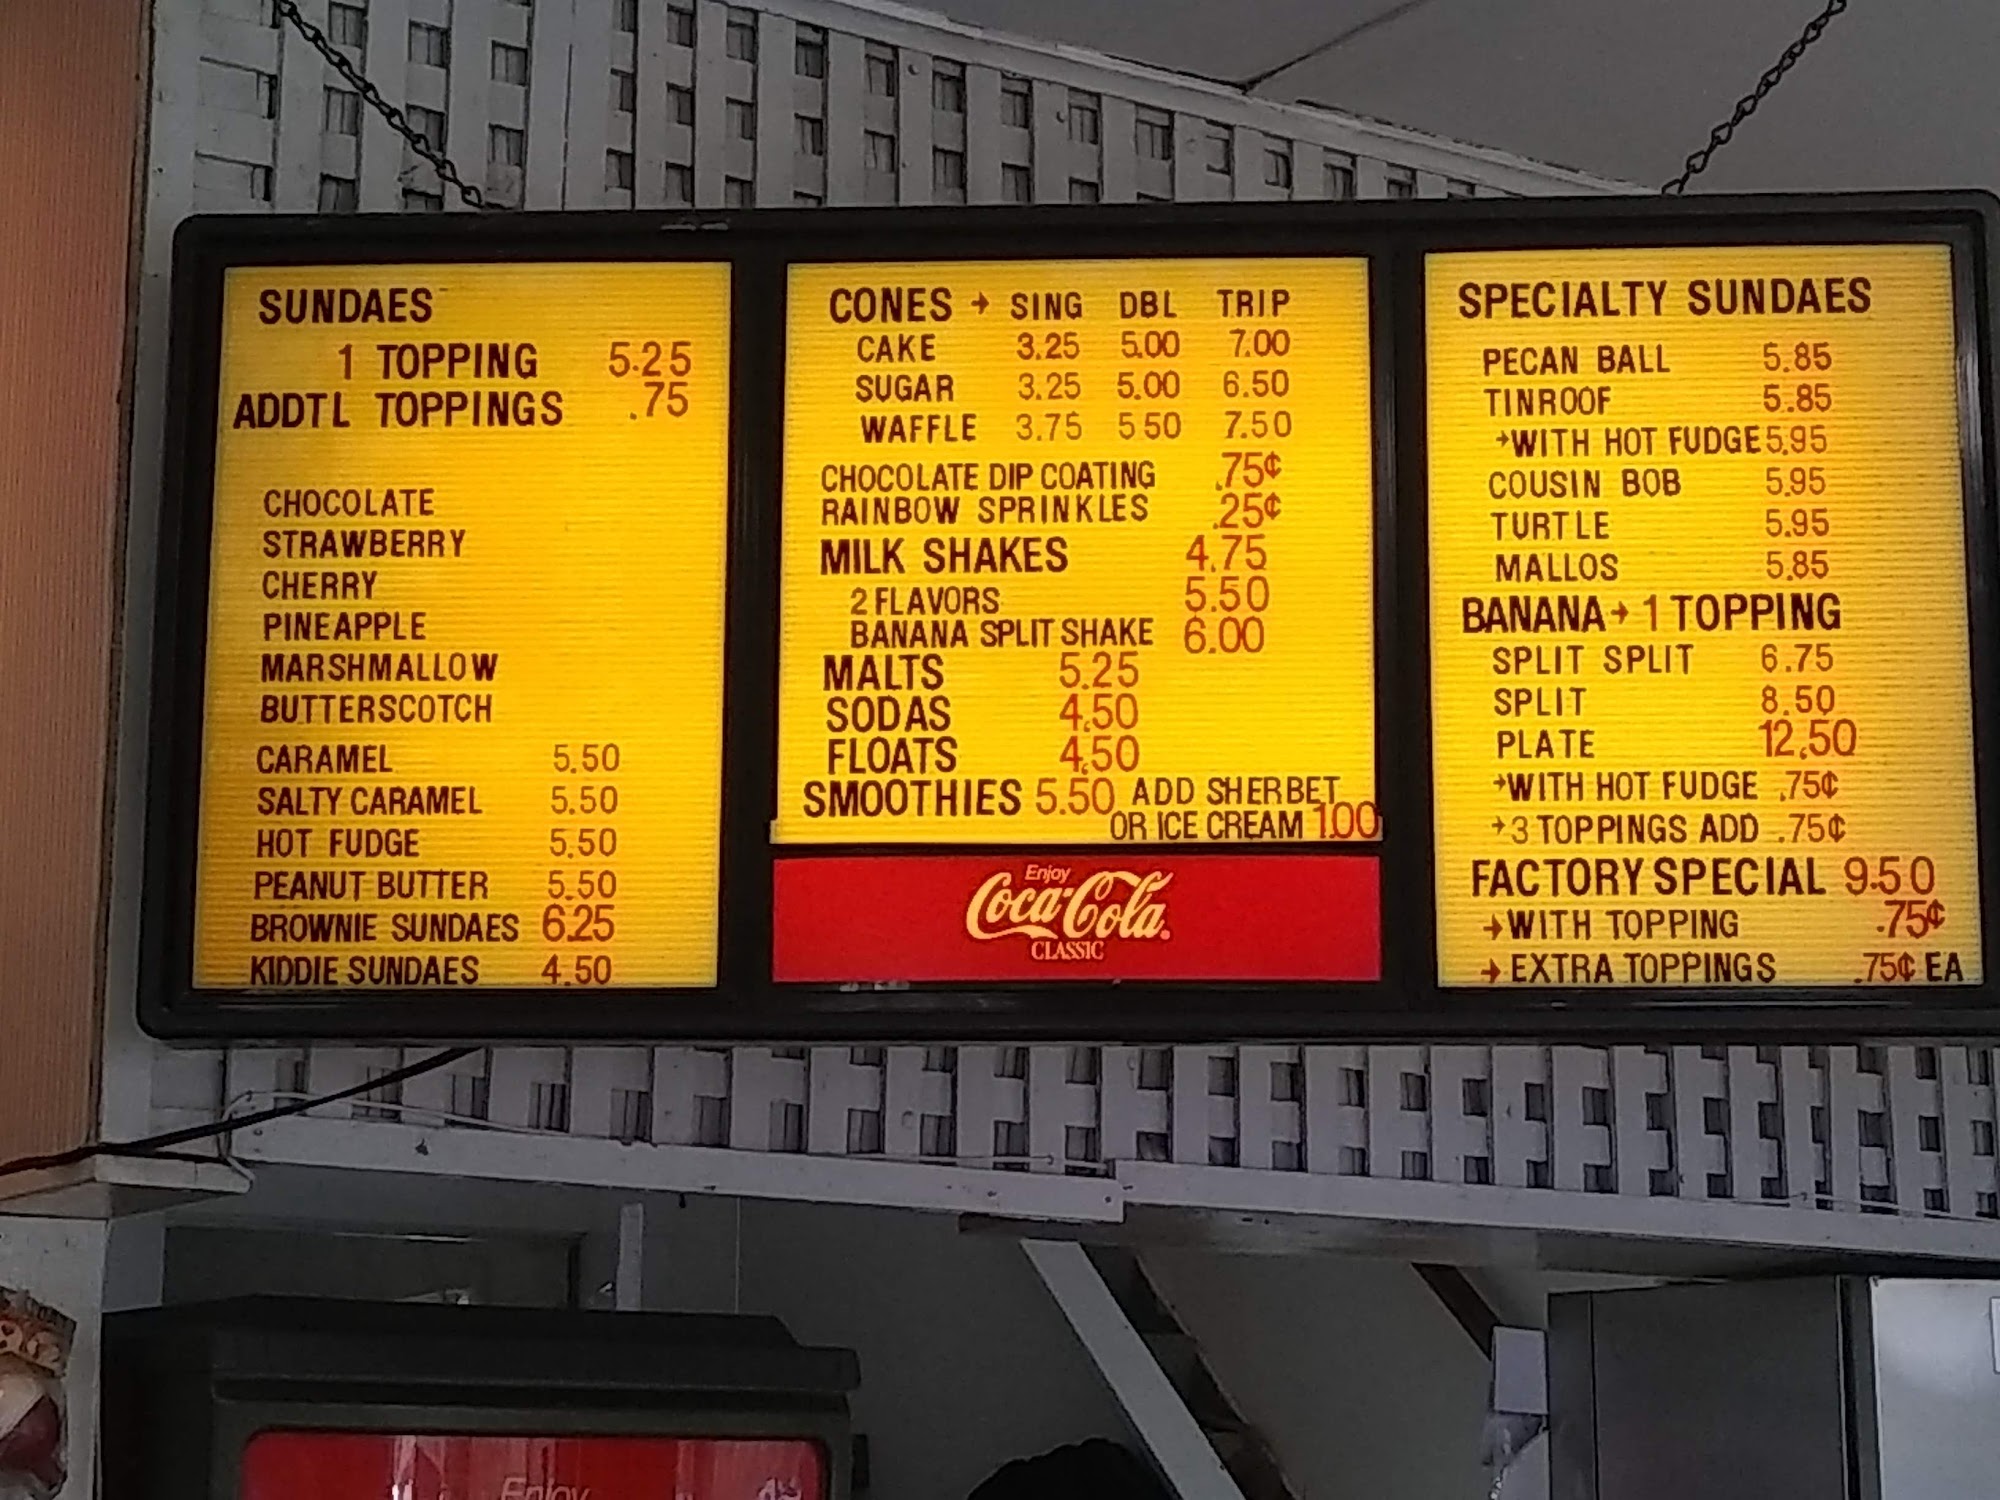 SUNDAES
1 TOPPING 5.25
ADDTL TOPPINGS .75
CHOCOLATE
STRAWBERRY
CHERRY
PINEAPPLE
MARSHMALLOW
BUTTERSCOTCH
CARAMEL 5.50
SALTY CARAMEL 5.50
HOT FUDGE 5.50
PEANUT BUTTER 5.50
BROWNIE SUNDAES 6.25
KIDDIE SUNDAES 4.50
CONES → SING DBL TRIP
CAKE 3.25 5.00 7.00
SUGAR 3.25 5.00 6.50
WAFFLE 3.75 5 50 7.50
CHOCOLATE DIP COATING .75¢
RAINBOW SPRINKLES .25¢
MILK SHAKES 4.75
2 FLAVORS 5.50
BANANA SPLIT SHAKE 6.00
MALTS 5.25
SODAS 4.50
FLOATS 4.50
SMOOTHIES 5.50 ADD SHERBET
OR ICE CREAM 1.00
Enjoy
Coca-Cola
CLASSIC
SPECIALTY SUNDAES
PECAN BALL 5.85
TINROOF 5.85
→WITH HOT FUDGE 5.95
COUSIN BOB 5.95
TURTLE 5.95
MALLOS 5.85
BANANA → 1 TOPPING
SPLIT SPLIT 6.75
SPLIT 8.50
PLATE 12.50
→WITH HOT FUDGE .75¢
→3 TOPPINGS ADD .75¢
FACTORY SPECIAL 9.50
→WITH TOPPING .75¢
→EXTRA TOPPINGS .75¢ EA
Enjoy